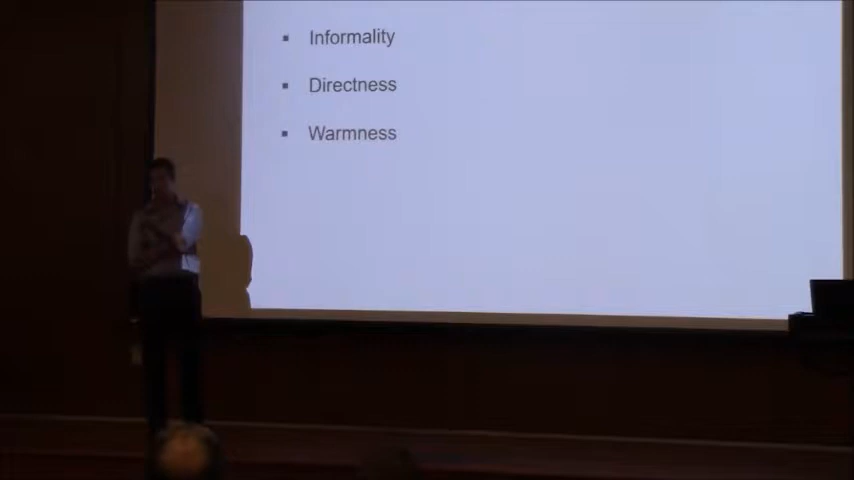 ▪ Informality
▪ Directness
▪ Warmness